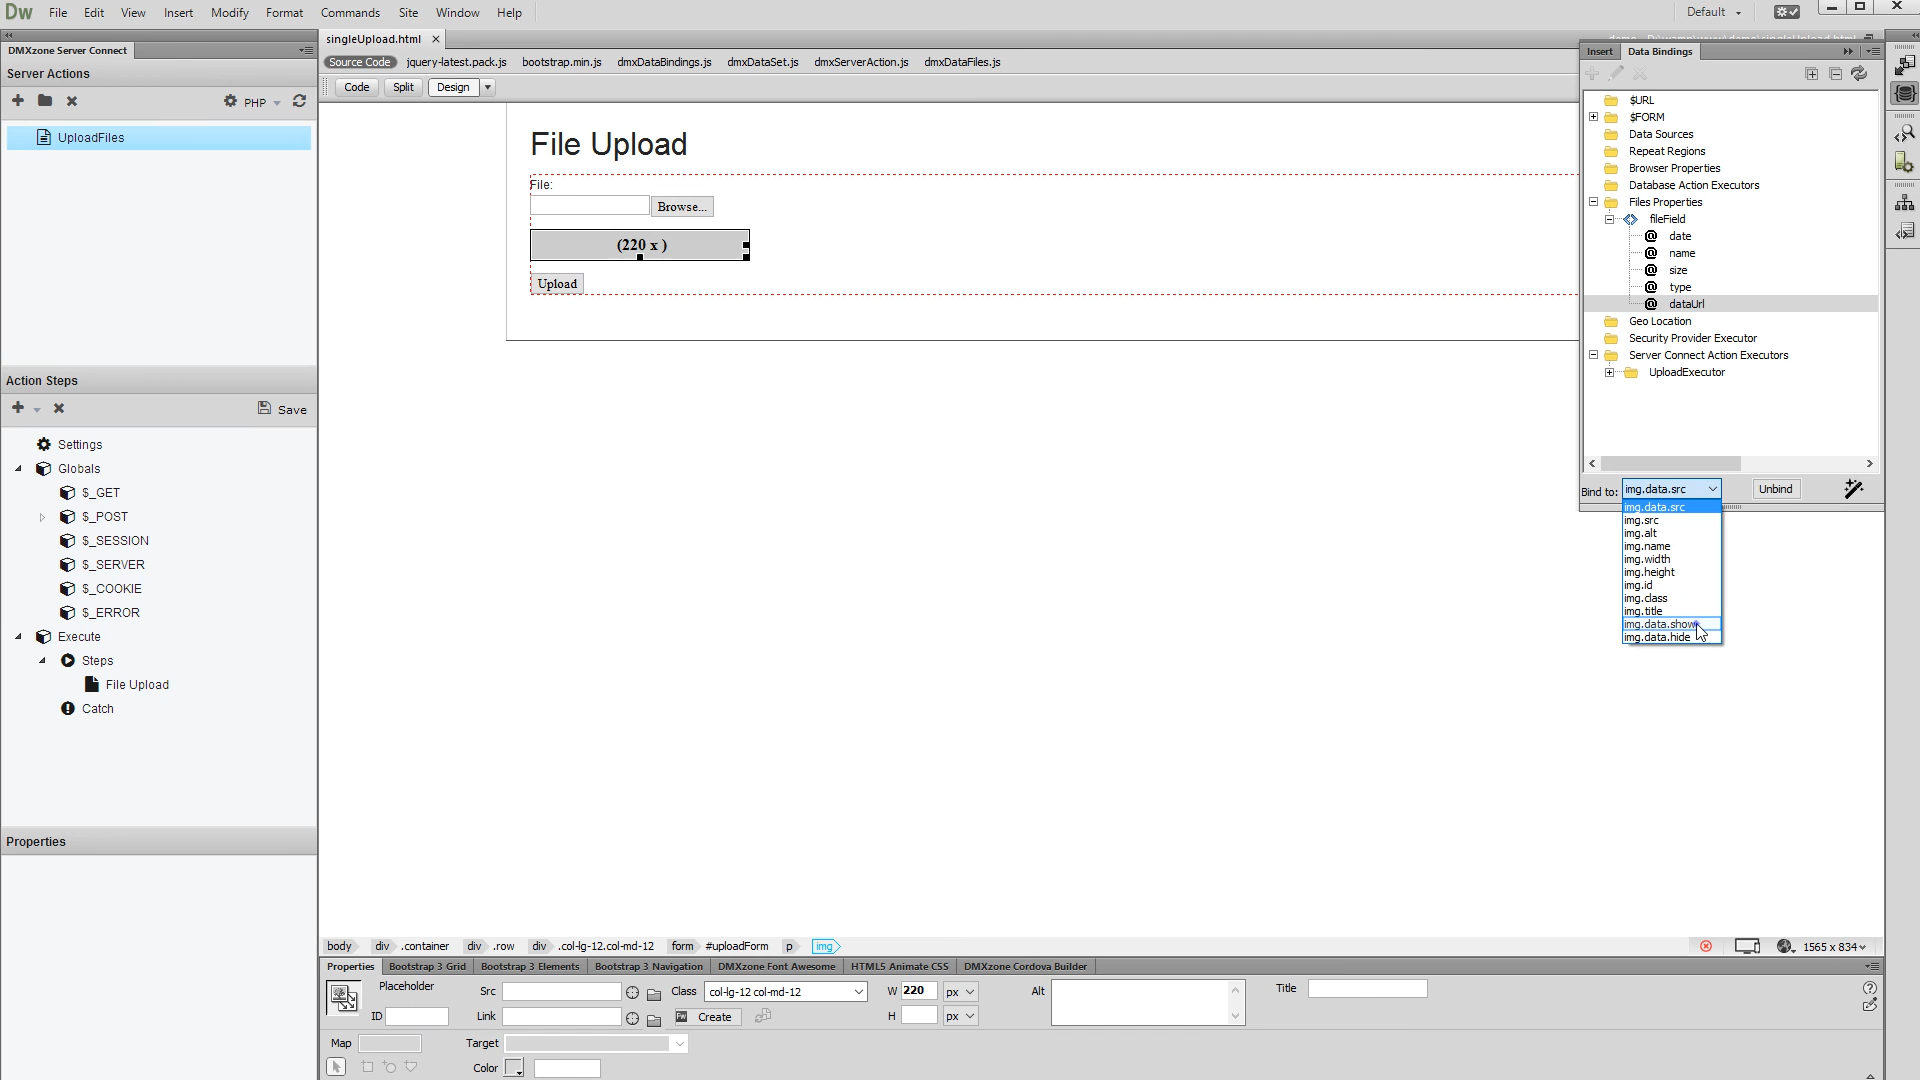 Dw File Edit View Insert Modify Format Commands Site Window Help Default
DMXzone Server Connect
Server Actions
PHP
UploadFiles
Action Steps
Save
Settings
Globals
$_GET
$_POST
$_SESSION
$_SERVER
$_COOKIE
$_ERROR
Execute
Steps
File Upload
Catch
Properties
singleUpload.html
Source Code jquery-latest.pack.js bootstrap.min.js dmxDataBindings.js dmxDataSet.js dmxServerAction.js dmxDataFiles.js
Code Split Design
File Upload
File:
Browse...
(220 x )
Upload
Insert Data Bindings
$URL
$FORM
Data Sources
Repeat Regions
Browser Properties
Database Action Executors
Files Properties
fileField
@ date
@ name
@ size
@ type
@ dataUrl
Geo Location
Security Provider Executor
Server Connect Action Executors
UploadExecutor
Bind to: img.data.src Unbind
img.data.src
img.src
img.alt
img.name
img.width
img.height
img.id
img.class
img.title
img.data.show
img.data.hide
body div .container div .row div .col-lg-12.col-md-12 form #uploadForm p img 1565 x 834
Properties Bootstrap 3 Grid Bootstrap 3 Elements Bootstrap 3 Navigation DMXzone Font Awesome HTML5 Animate CSS DMXzone Cordova Builder
Placeholder Src Class col-lg-12 col-md-12 W 220 px Alt Title
ID Link Create H px
Map Target
Color